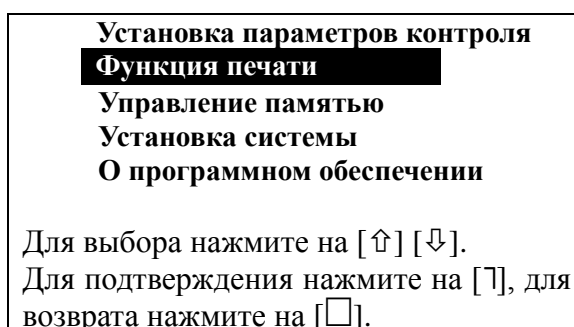 Установка параметров контроля
Функция печати
Управление памятью
Установка системы
О программном обеспечении
Для выбора нажмите на [⇧] [⇩].
Для подтверждения нажмите на [⅂], для
возврата нажмите на [□].